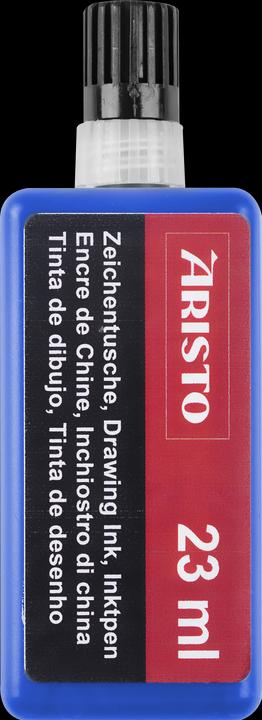 ARISTO
23 ml
Zeichentusche, Drawing Ink, Inktpen
Encre de Chine, Inchiostro di china
Tinta de dibujo, Tinta de desenho